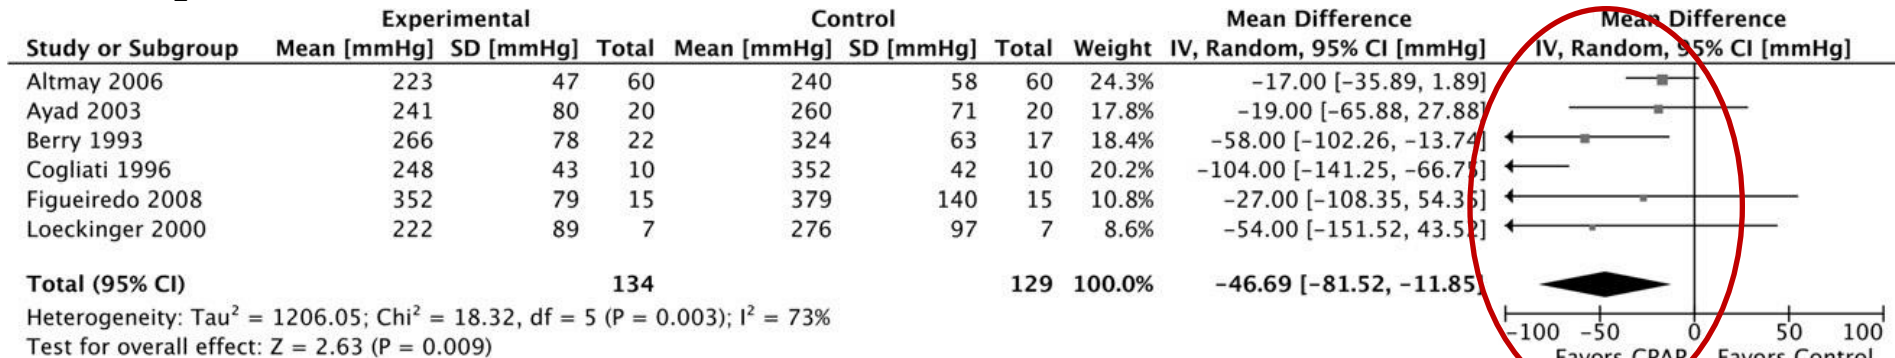 Experimental Control Mean Difference Mean Difference
Study or Subgroup Mean [mmHg] SD [mmHg] Total Mean [mmHg] SD [mmHg] Total Weight IV, Random, 95% CI [mmHg] IV, Random, 95% CI [mmHg]
Altmay 2006 223 47 60 240 58 60 24.3% −17.00 [−35.89, 1.89]
Ayad 2003 241 80 20 260 71 20 17.8% −19.00 [−65.88, 27.88]
Berry 1993 266 78 22 324 63 17 18.4% −58.00 [−102.26, −13.74]
Cogliati 1996 248 43 10 352 42 10 20.2% −104.00 [−141.25, −66.75]
Figueiredo 2008 352 79 15 379 140 15 10.8% −27.00 [−108.35, 54.35]
Loeckinger 2000 222 89 7 276 97 7 8.6% −54.00 [−151.52, 43.52]
Total (95% CI) 134 129 100.0% −46.69 [−81.52, −11.85]
Heterogeneity: Tau² = 1206.05; Chi² = 18.32, df = 5 (P = 0.003); I² = 73%
Test for overall effect: Z = 2.63 (P = 0.009)
−100 −50 0 50 100
Favors CPAP Favors Control